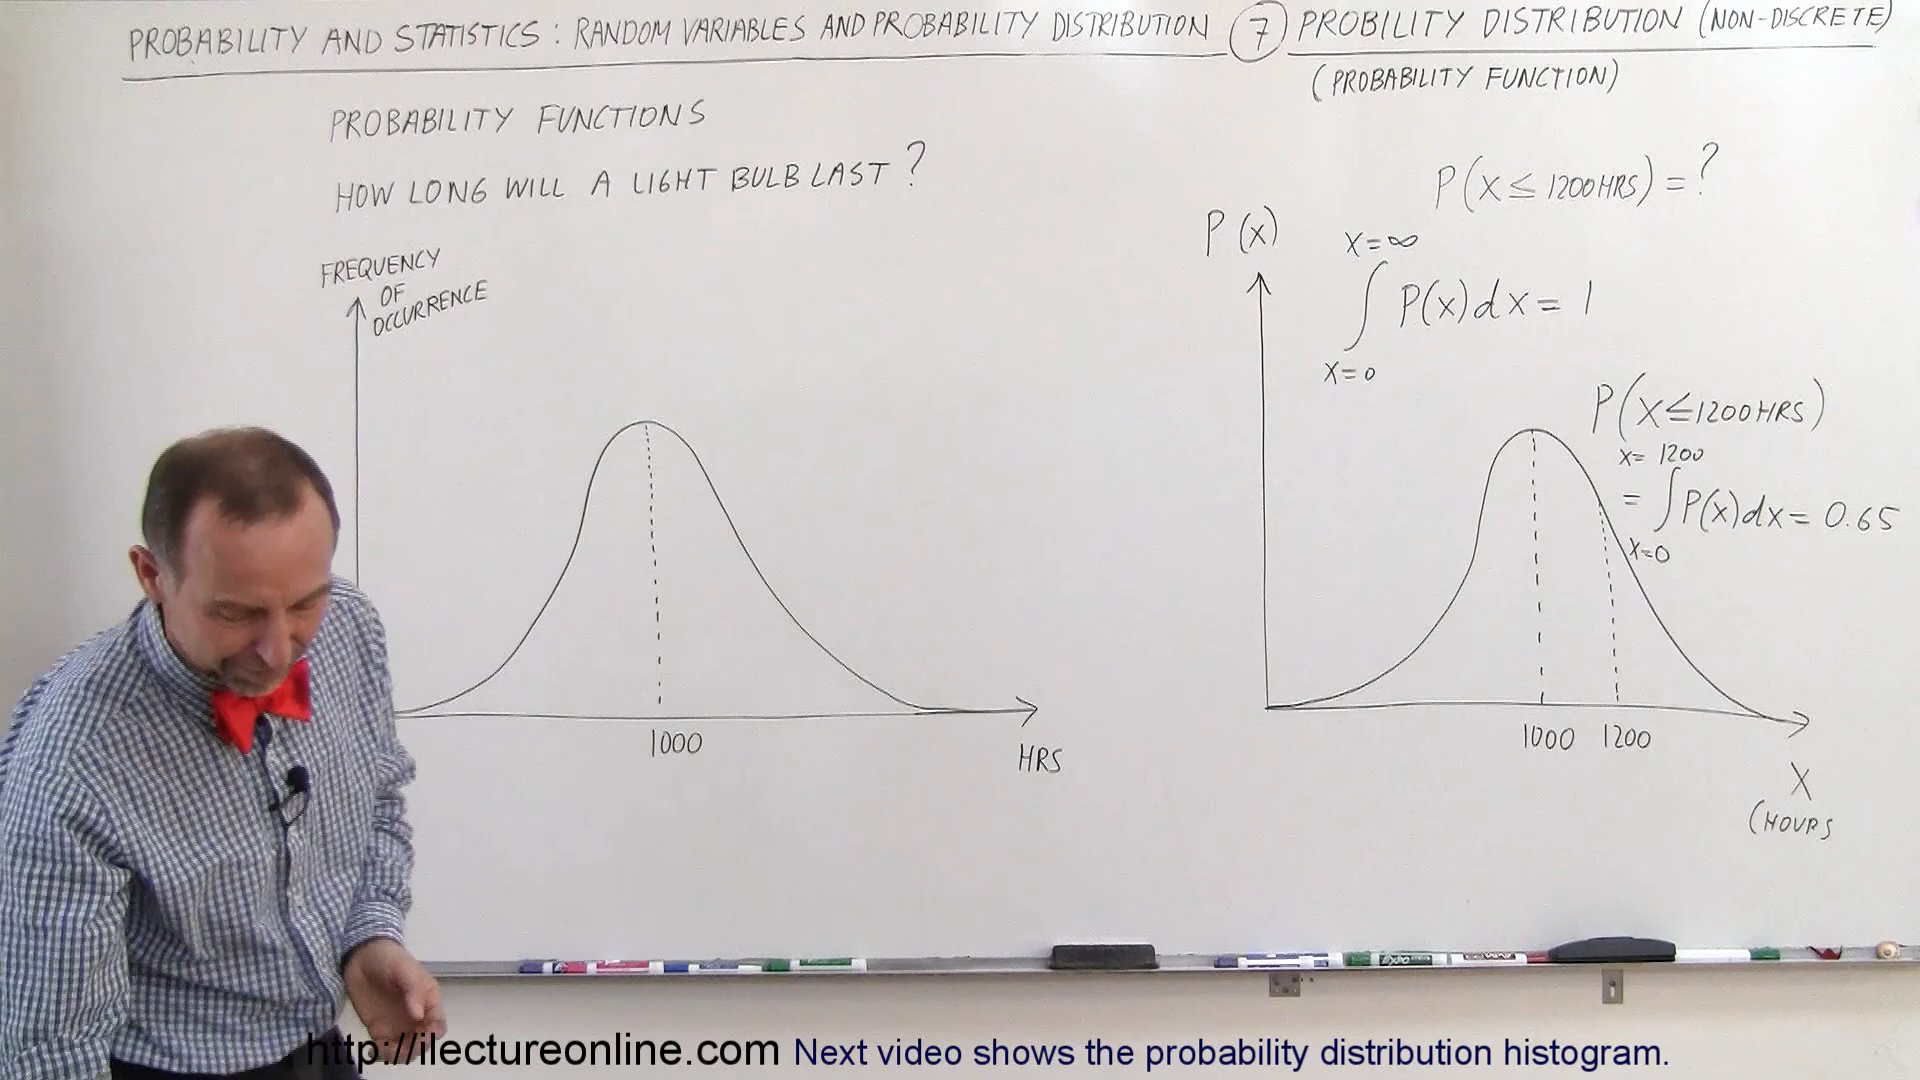 PROBABILITY AND STATISTICS: RANDOM VARIABLES AND PROBABILITY DISTRIBUTION 7 PROBILITY DISTRIBUTION (NON-DISCRETE)
(PROBABILITY FUNCTION)
PROBABILITY FUNCTIONS
HOW LONG WILL A LIGHT BULB LAST?
FREQUENCY
OF
OCCURRENCE
1000
HRS
P(X≤1200HRS)=?
P(x)
X=∞
∫P(x)dx=1
X=0
P(X≤1200HRS)
X=1200
=∫P(x)dx=0.65
X=0
1000 1200
X
(HOURS
http://ilectureonline.com Next video shows the probability distribution histogram.